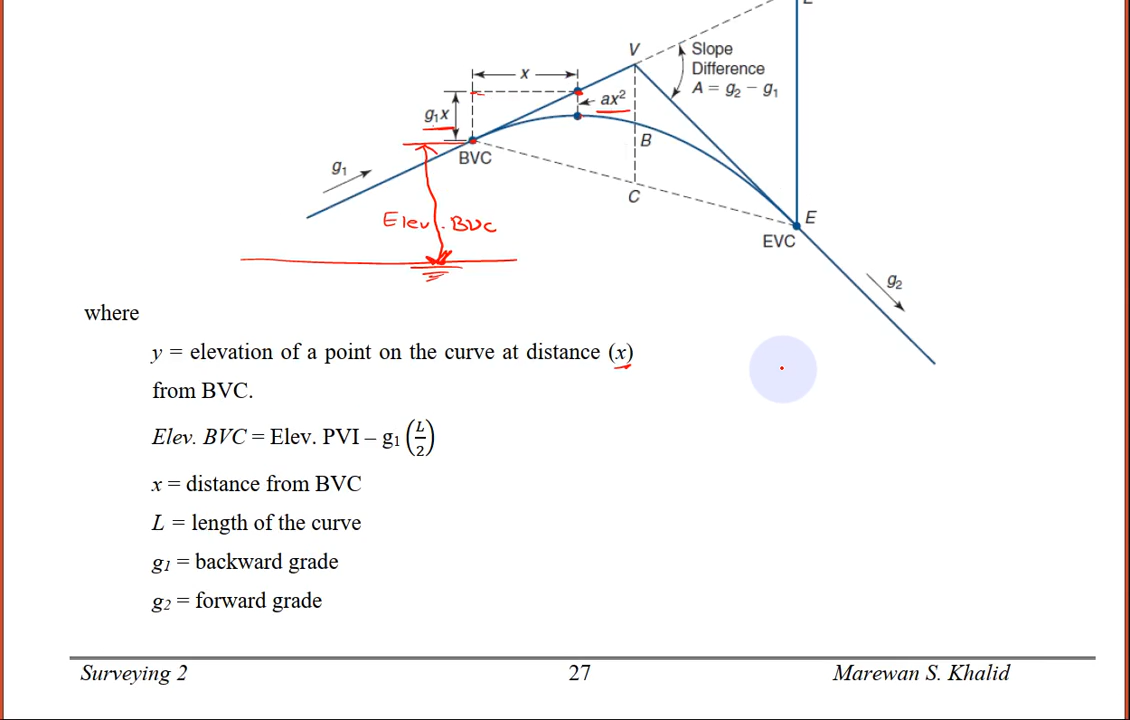 V
x
Slope
Difference
A = g₂ − g₁
ax²
g₁x
B
BVC
g₁
C
Elev. BVC
E
EVC
g₂
where
y = elevation of a point on the curve at distance (x)
from BVC.
Elev. BVC = Elev. PVI – g₁ (L/2)
x = distance from BVC
L = length of the curve
g₁ = backward grade
g₂ = forward grade
Surveying 2 27 Marewan S. Khalid